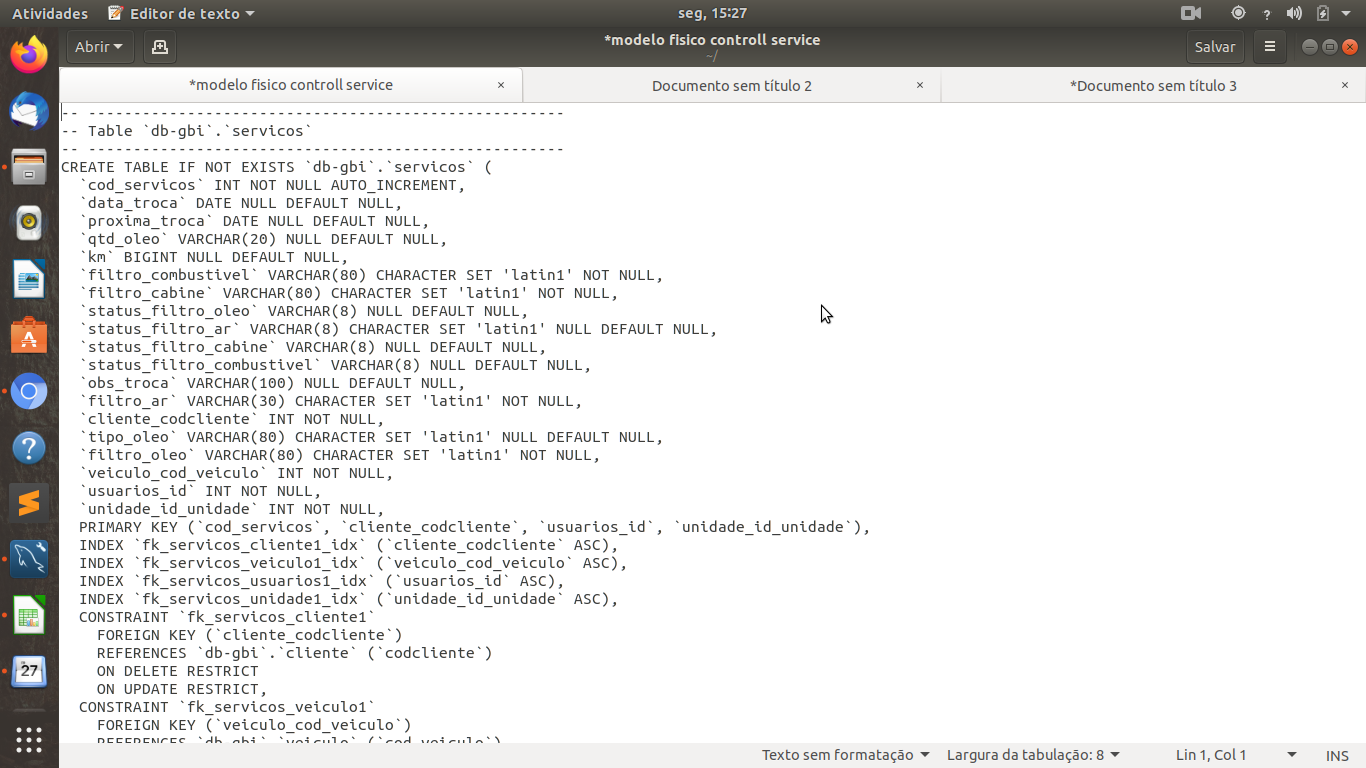 Atividades Editor de texto seg, 15:27
Abrir *modelo fisico controll service Salvar
~/
*modelo fisico controll service × Documento sem título 2 × *Documento sem título 3 ×
-- -----------------------------------------------------
-- Table `db-gbi`.`servicos`
-- -----------------------------------------------------
CREATE TABLE IF NOT EXISTS `db-gbi`.`servicos` (
  `cod_servicos` INT NOT NULL AUTO_INCREMENT,
  `data_troca` DATE NULL DEFAULT NULL,
  `proxima_troca` DATE NULL DEFAULT NULL,
  `qtd_oleo` VARCHAR(20) NULL DEFAULT NULL,
  `km` BIGINT NULL DEFAULT NULL,
  `filtro_combustivel` VARCHAR(80) CHARACTER SET 'latin1' NOT NULL,
  `filtro_cabine` VARCHAR(80) CHARACTER SET 'latin1' NOT NULL,
  `status_filtro_oleo` VARCHAR(8) NULL DEFAULT NULL,
  `status_filtro_ar` VARCHAR(8) CHARACTER SET 'latin1' NULL DEFAULT NULL,
  `status_filtro_cabine` VARCHAR(8) NULL DEFAULT NULL,
  `status_filtro_combustivel` VARCHAR(8) NULL DEFAULT NULL,
  `obs_troca` VARCHAR(100) NULL DEFAULT NULL,
  `filtro_ar` VARCHAR(30) CHARACTER SET 'latin1' NOT NULL,
  `cliente_codcliente` INT NOT NULL,
  `tipo_oleo` VARCHAR(80) CHARACTER SET 'latin1' NULL DEFAULT NULL,
  `filtro_oleo` VARCHAR(80) CHARACTER SET 'latin1' NOT NULL,
  `veiculo_cod_veiculo` INT NOT NULL,
  `usuarios_id` INT NOT NULL,
  `unidade_id_unidade` INT NOT NULL,
  PRIMARY KEY (`cod_servicos`, `cliente_codcliente`, `usuarios_id`, `unidade_id_unidade`),
  INDEX `fk_servicos_cliente1_idx` (`cliente_codcliente` ASC),
  INDEX `fk_servicos_veiculo1_idx` (`veiculo_cod_veiculo` ASC),
  INDEX `fk_servicos_usuarios1_idx` (`usuarios_id` ASC),
  INDEX `fk_servicos_unidade1_idx` (`unidade_id_unidade` ASC),
  CONSTRAINT `fk_servicos_cliente1`
    FOREIGN KEY (`cliente_codcliente`)
    REFERENCES `db-gbi`.`cliente` (`codcliente`)
    ON DELETE RESTRICT
    ON UPDATE RESTRICT,
  CONSTRAINT `fk_servicos_veiculo1`
    FOREIGN KEY (`veiculo_cod_veiculo`)
    REFERENCES `db-gbi`.`veiculo` (`cod_veiculo`)
27
Texto sem formatação Largura da tabulação: 8 Lin 1, Col 1 INS